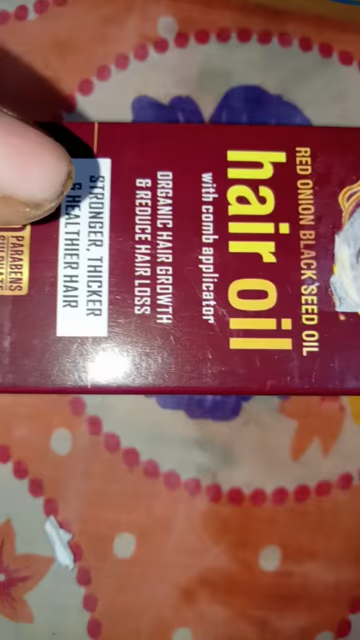 RED ONION BLACK SEED OIL
hair oil
with comb applicator
ORGANIC HAIR GROWTH
& REDUCE HAIR LOSS
STRONGER, THICKER
& HEALTHIER HAIR
PARABENS